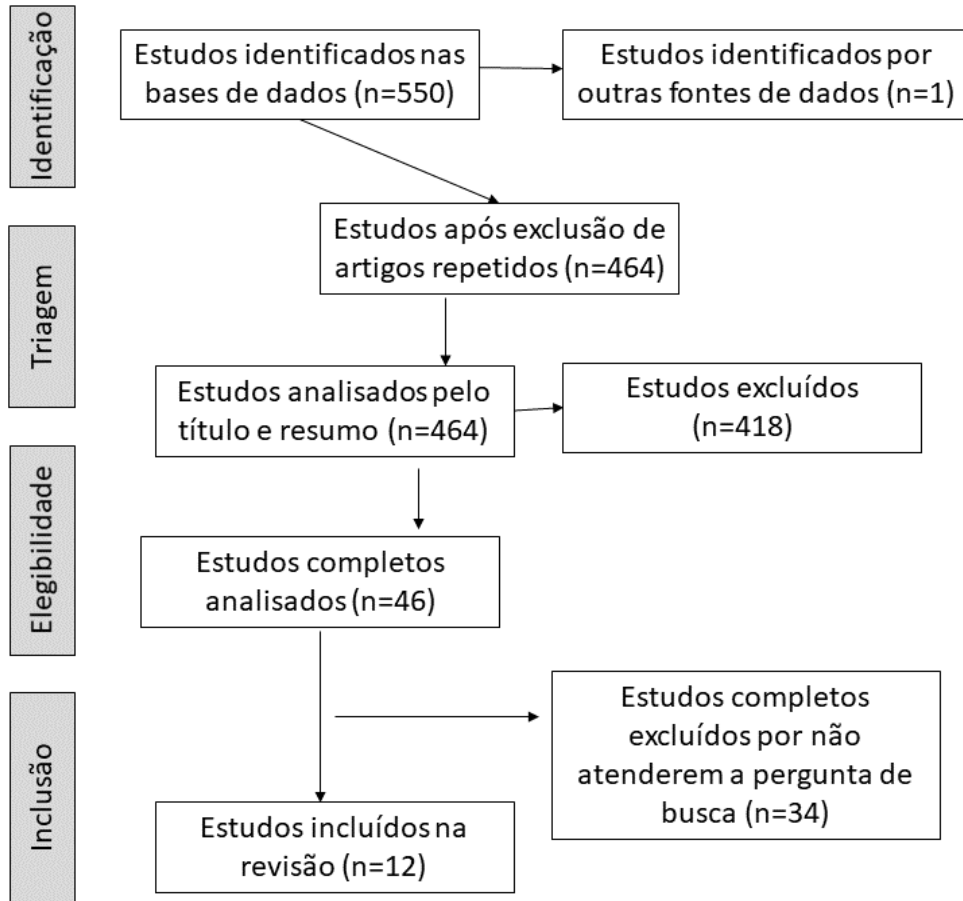 Identificação
Estudos identificados nas
bases de dados (n=550)
Estudos identificados por
outras fontes de dados (n=1)
Triagem
Estudos após exclusão de
artigos repetidos (n=464)
Estudos analisados pelo
título e resumo (n=464)
Estudos excluídos
(n=418)
Elegibilidade
Estudos completos
analisados (n=46)
Inclusão
Estudos completos
excluídos por não
atenderem a pergunta de
busca (n=34)
Estudos incluídos na
revisão (n=12)